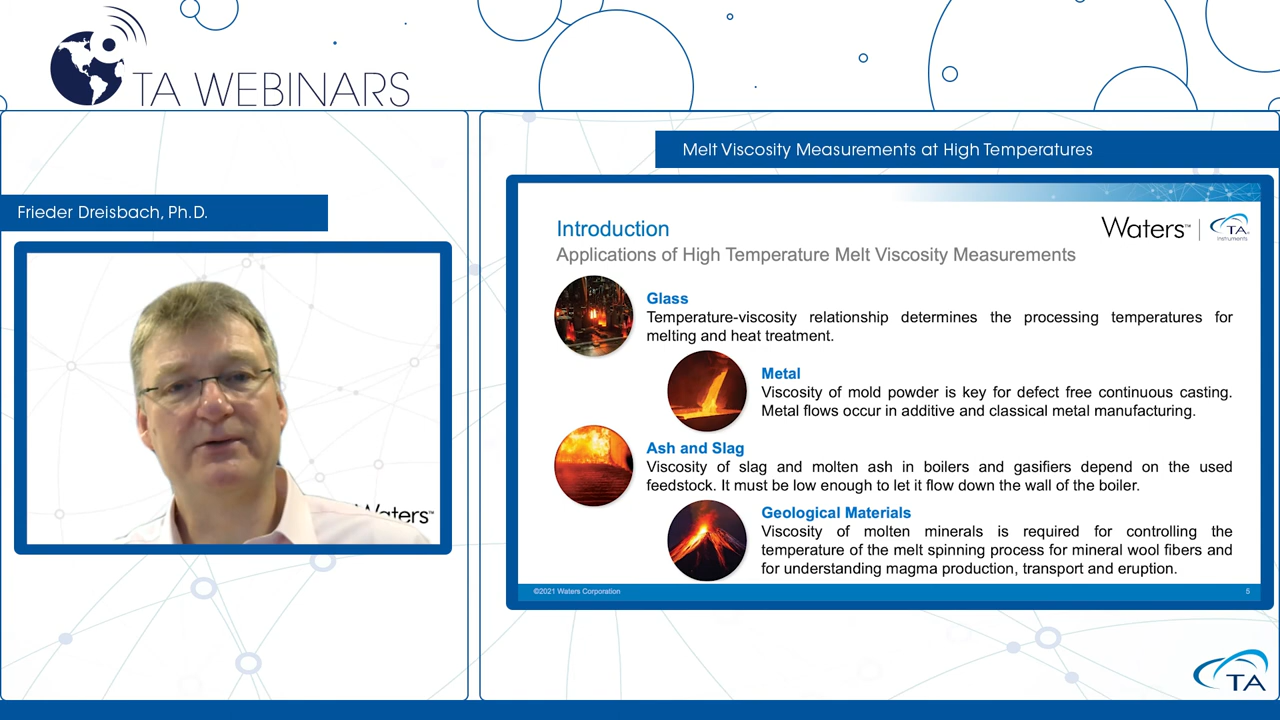 TA WEBINARS
Melt Viscosity Measurements at High Temperatures
Frieder Dreisbach, Ph.D.
Waters™
Introduction
Waters™ | TA Instruments
Applications of High Temperature Melt Viscosity Measurements
Glass
Temperature-viscosity relationship determines the processing temperatures for
melting and heat treatment.
Metal
Viscosity of mold powder is key for defect free continuous casting.
Metal flows occur in additive and classical metal manufacturing.
Ash and Slag
Viscosity of slag and molten ash in boilers and gasifiers depend on the used
feedstock. It must be low enough to let it flow down the wall of the boiler.
Geological Materials
Viscosity of molten minerals is required for controlling the
temperature of the melt spinning process for mineral wool fibers and
for understanding magma production, transport and eruption.
©2021 Waters Corporation
5
TA